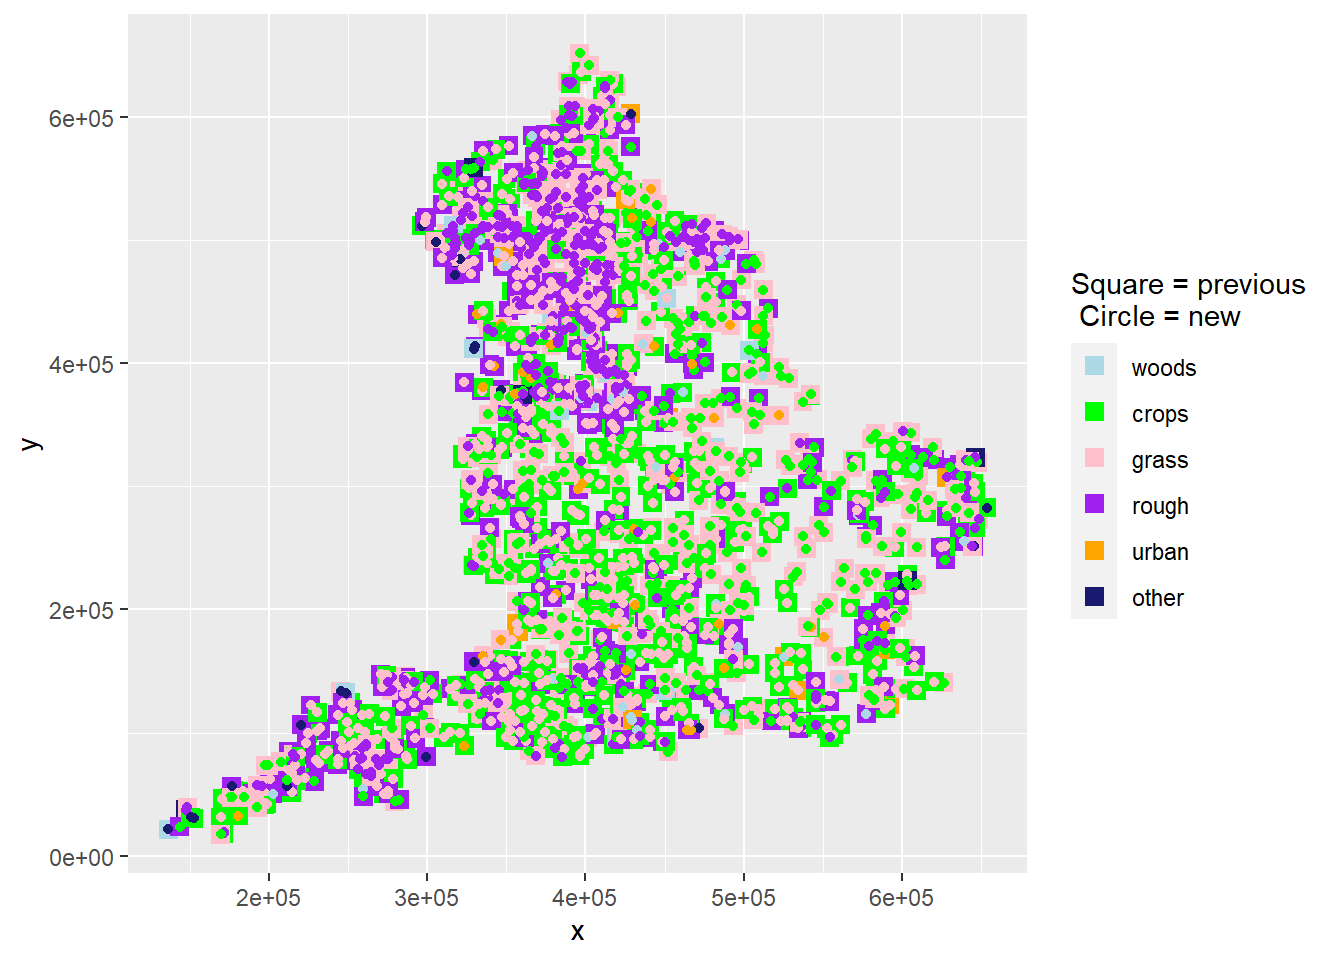 6e+05
4e+05
2e+05
0e+00
y
2e+05
3e+05
4e+05
5e+05
6e+05
x
Square = previous
Circle = new
woods
crops
grass
rough
urban
other